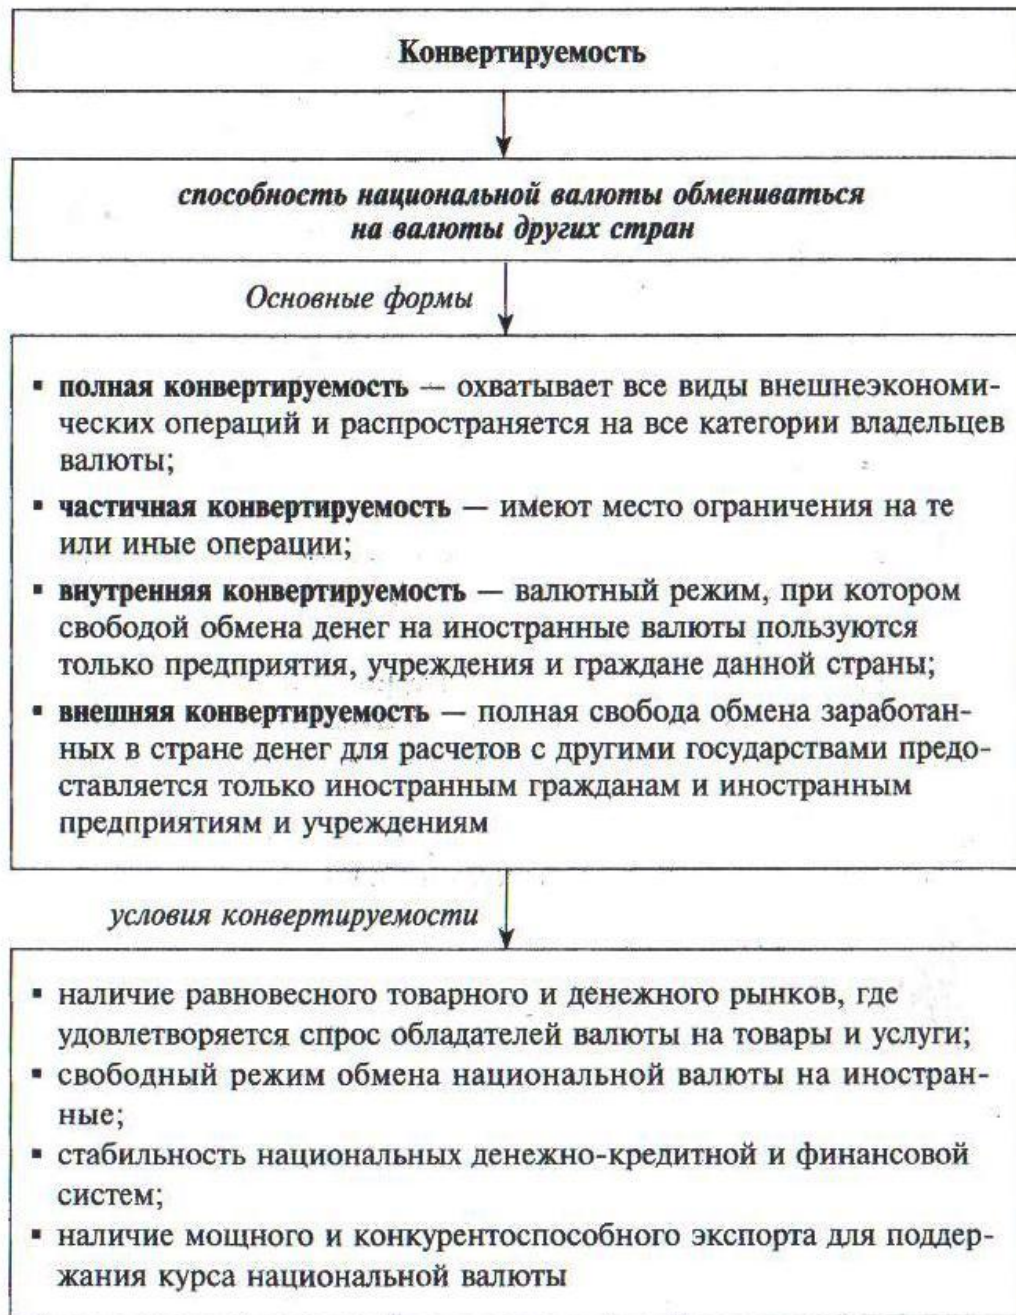 Конвертируемость
способность национальной валюты обмениваться
на валюты других стран
Основные формы
▪ полная конвертируемость — охватывает все виды внешнеэкономи-
ческих операций и распространяется на все категории владельцев
валюты;
▪ частичная конвертируемость — имеют место ограничения на те
или иные операции;
▪ внутренняя конвертируемость — валютный режим, при котором
свободой обмена денег на иностранные валюты пользуются
только предприятия, учреждения и граждане данной страны;
▪ внешняя конвертируемость — полная свобода обмена заработан-
ных в стране денег для расчетов с другими государствами предо-
ставляется только иностранным гражданам и иностранным
предприятиям и учреждениям
условия конвертируемости
▪ наличие равновесного товарного и денежного рынков, где
удовлетворяется спрос обладателей валюты на товары и услуги;
▪ свободный режим обмена национальной валюты на иностран-
ные;
▪ стабильность национальных денежно-кредитной и финансовой
систем;
▪ наличие мощного и конкурентоспособного экспорта для поддер-
жания курса национальной валюты